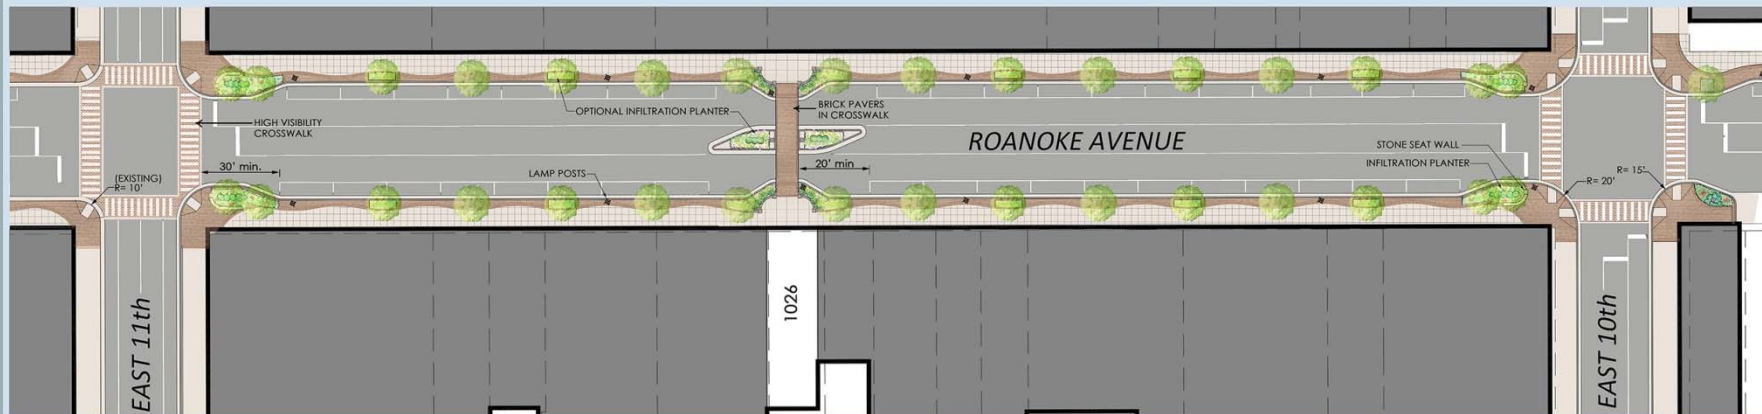 BRICK PAVERS
IN CROSSWALK
OPTIONAL INFILTRATION PLANTER
HIGH VISIBILITY
CROSSWALK
ROANOKE AVENUE
STONE SEAT WALL
INFILTRATION PLANTER
30' min.
20' min
LAMP POSTS
(EXISTING)
R= 10'
R= 20'
R= 15'
EAST 11th
1026
EAST 10th